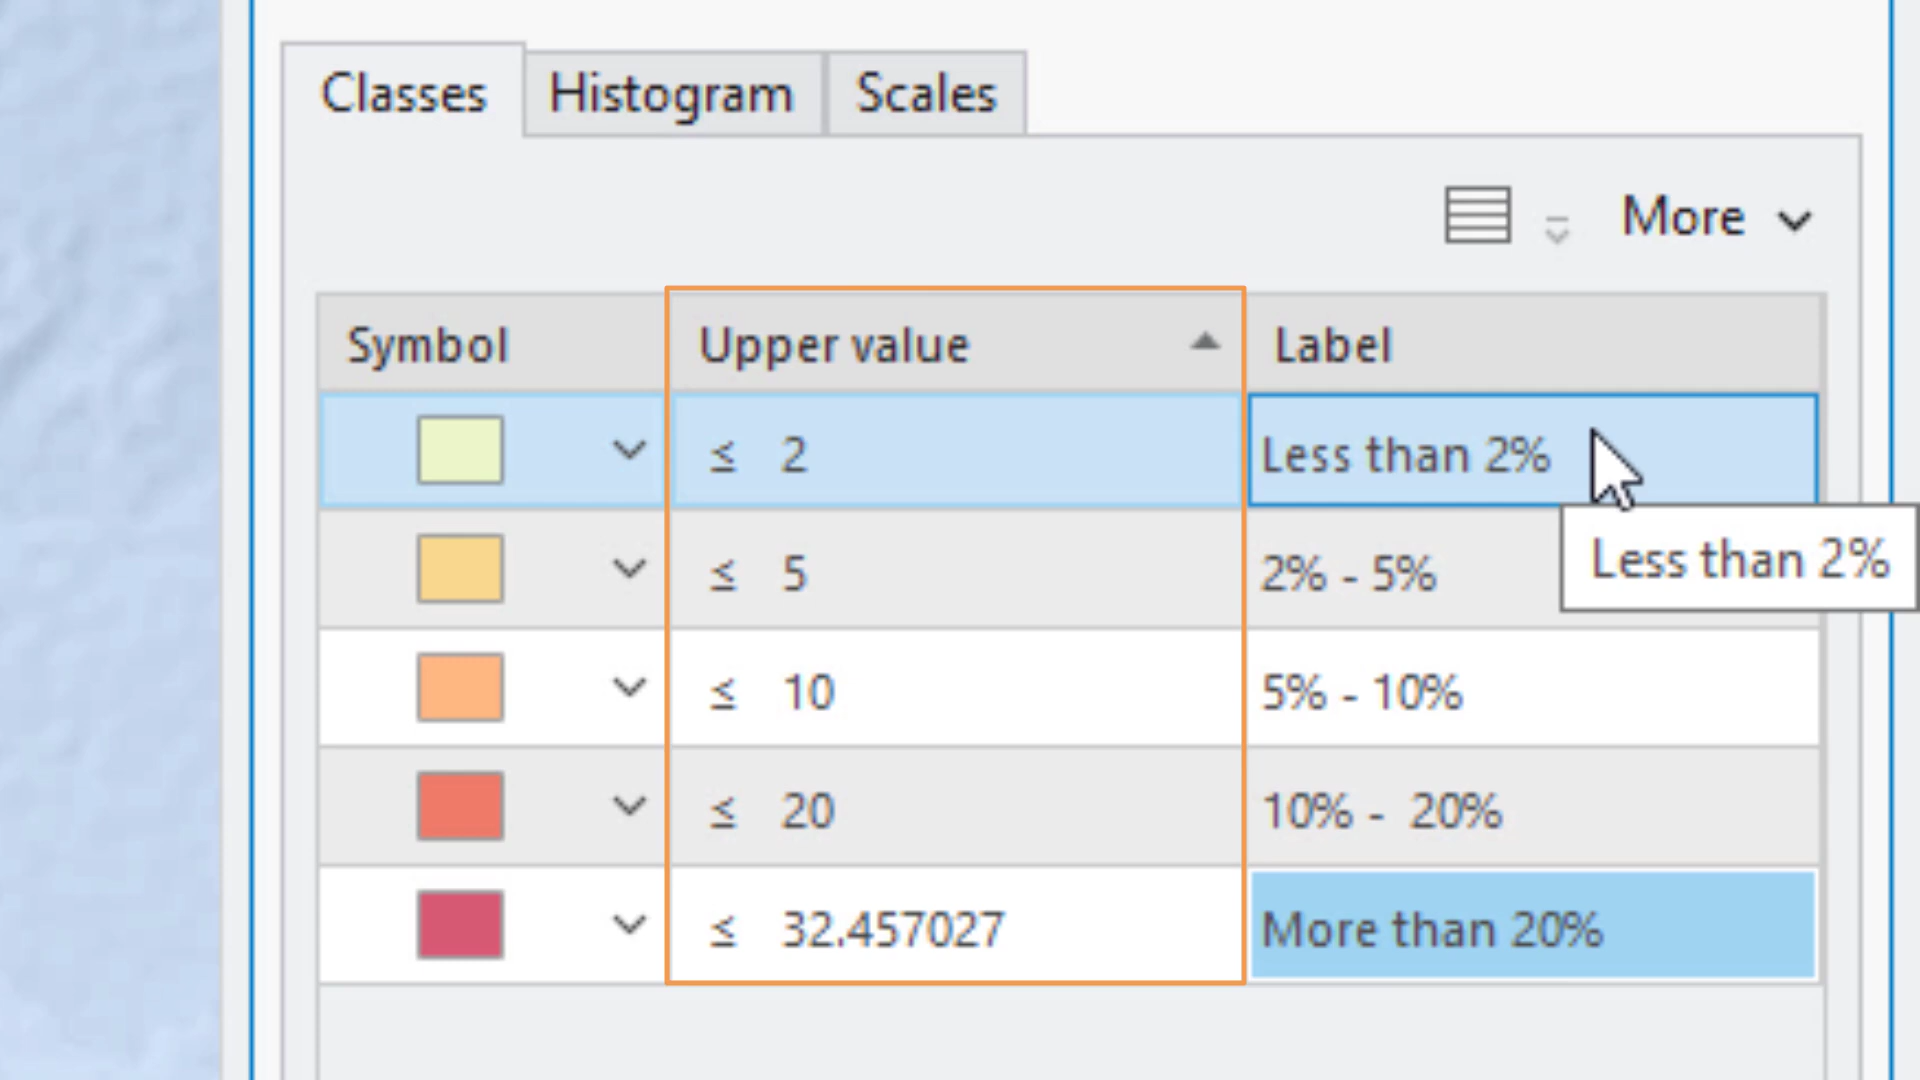 Classes Histogram Scales
More
Symbol Upper value Label
≤ 2 Less than 2%
Less than 2%
≤ 5 2% - 5%
≤ 10 5% - 10%
≤ 20 10% -  20%
≤ 32.457027 More than 20%